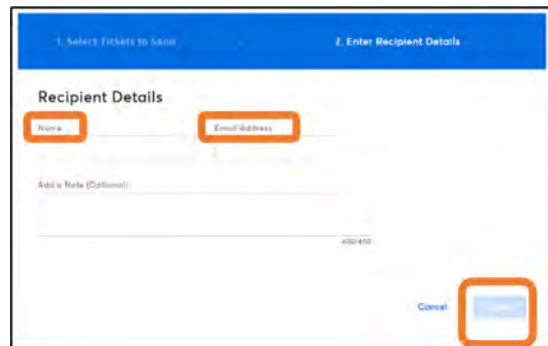 1. Select Tickets to Send
2. Enter Recipient Details
Recipient Details
Name
Email Address
Add a Note (Optional)
400/400
Cancel